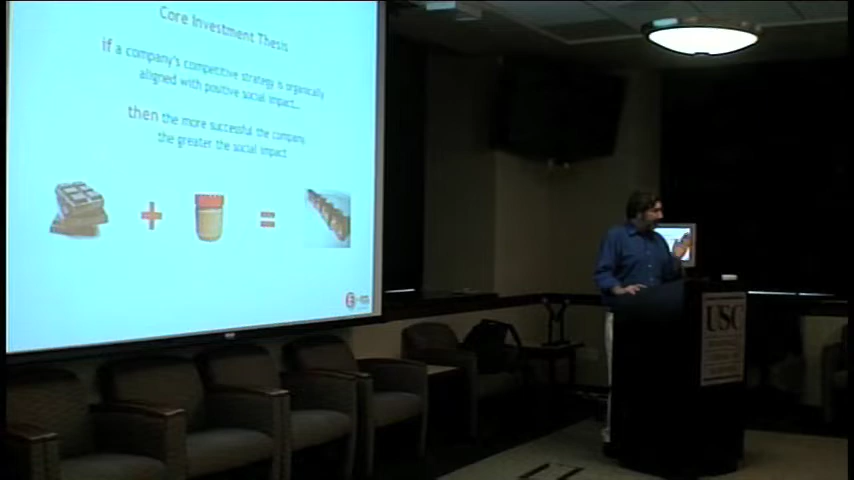 Core Investment Thesis
if a company's competitive strategy is organically
aligned with positive social impact...
then the more successful the company,
the greater the social impact
+
=
USC